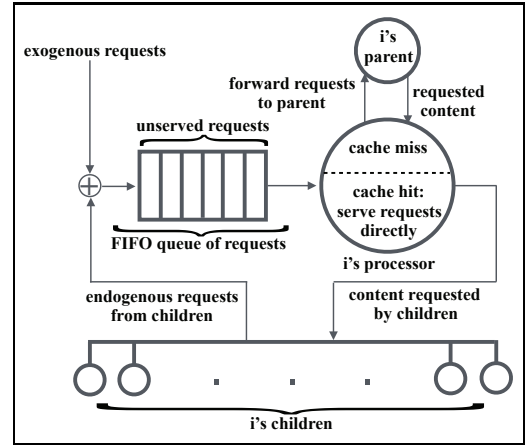 i's
parent
exogenous requests
forward requests
to parent
requested
content
unserved requests
cache miss
cache hit:
serve requests
directly
FIFO queue of requests
i's processor
endogenous requests
from children
content requested
by children
i's children